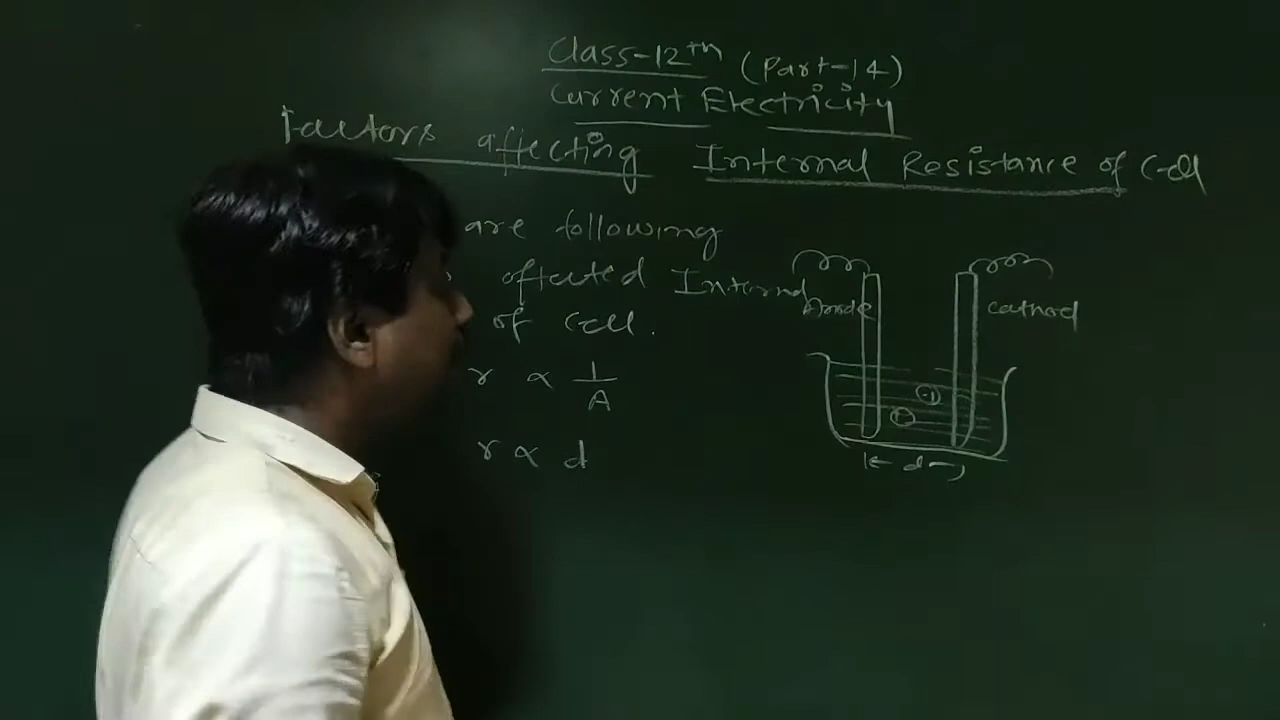 Class-12th (Part-14)
Current Electricity
Factors affecting Internal Resistance of Cell
are following
affected Internal
of Cell.
r ∝ 1/A
r ∝ d
Anode
Cathod
d